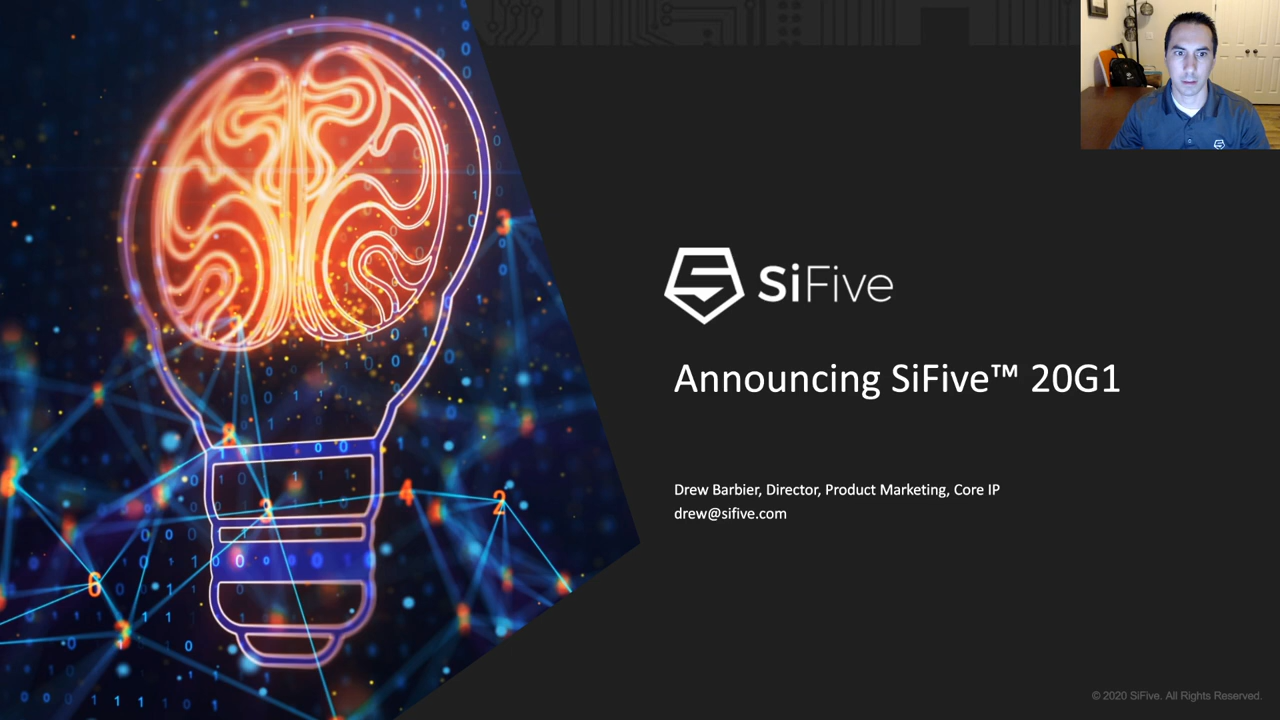 SiFive
Announcing SiFive™ 20G1
Drew Barbier, Director, Product Marketing, Core IP
drew@sifive.com
© 2020 SiFive. All Rights Reserved.